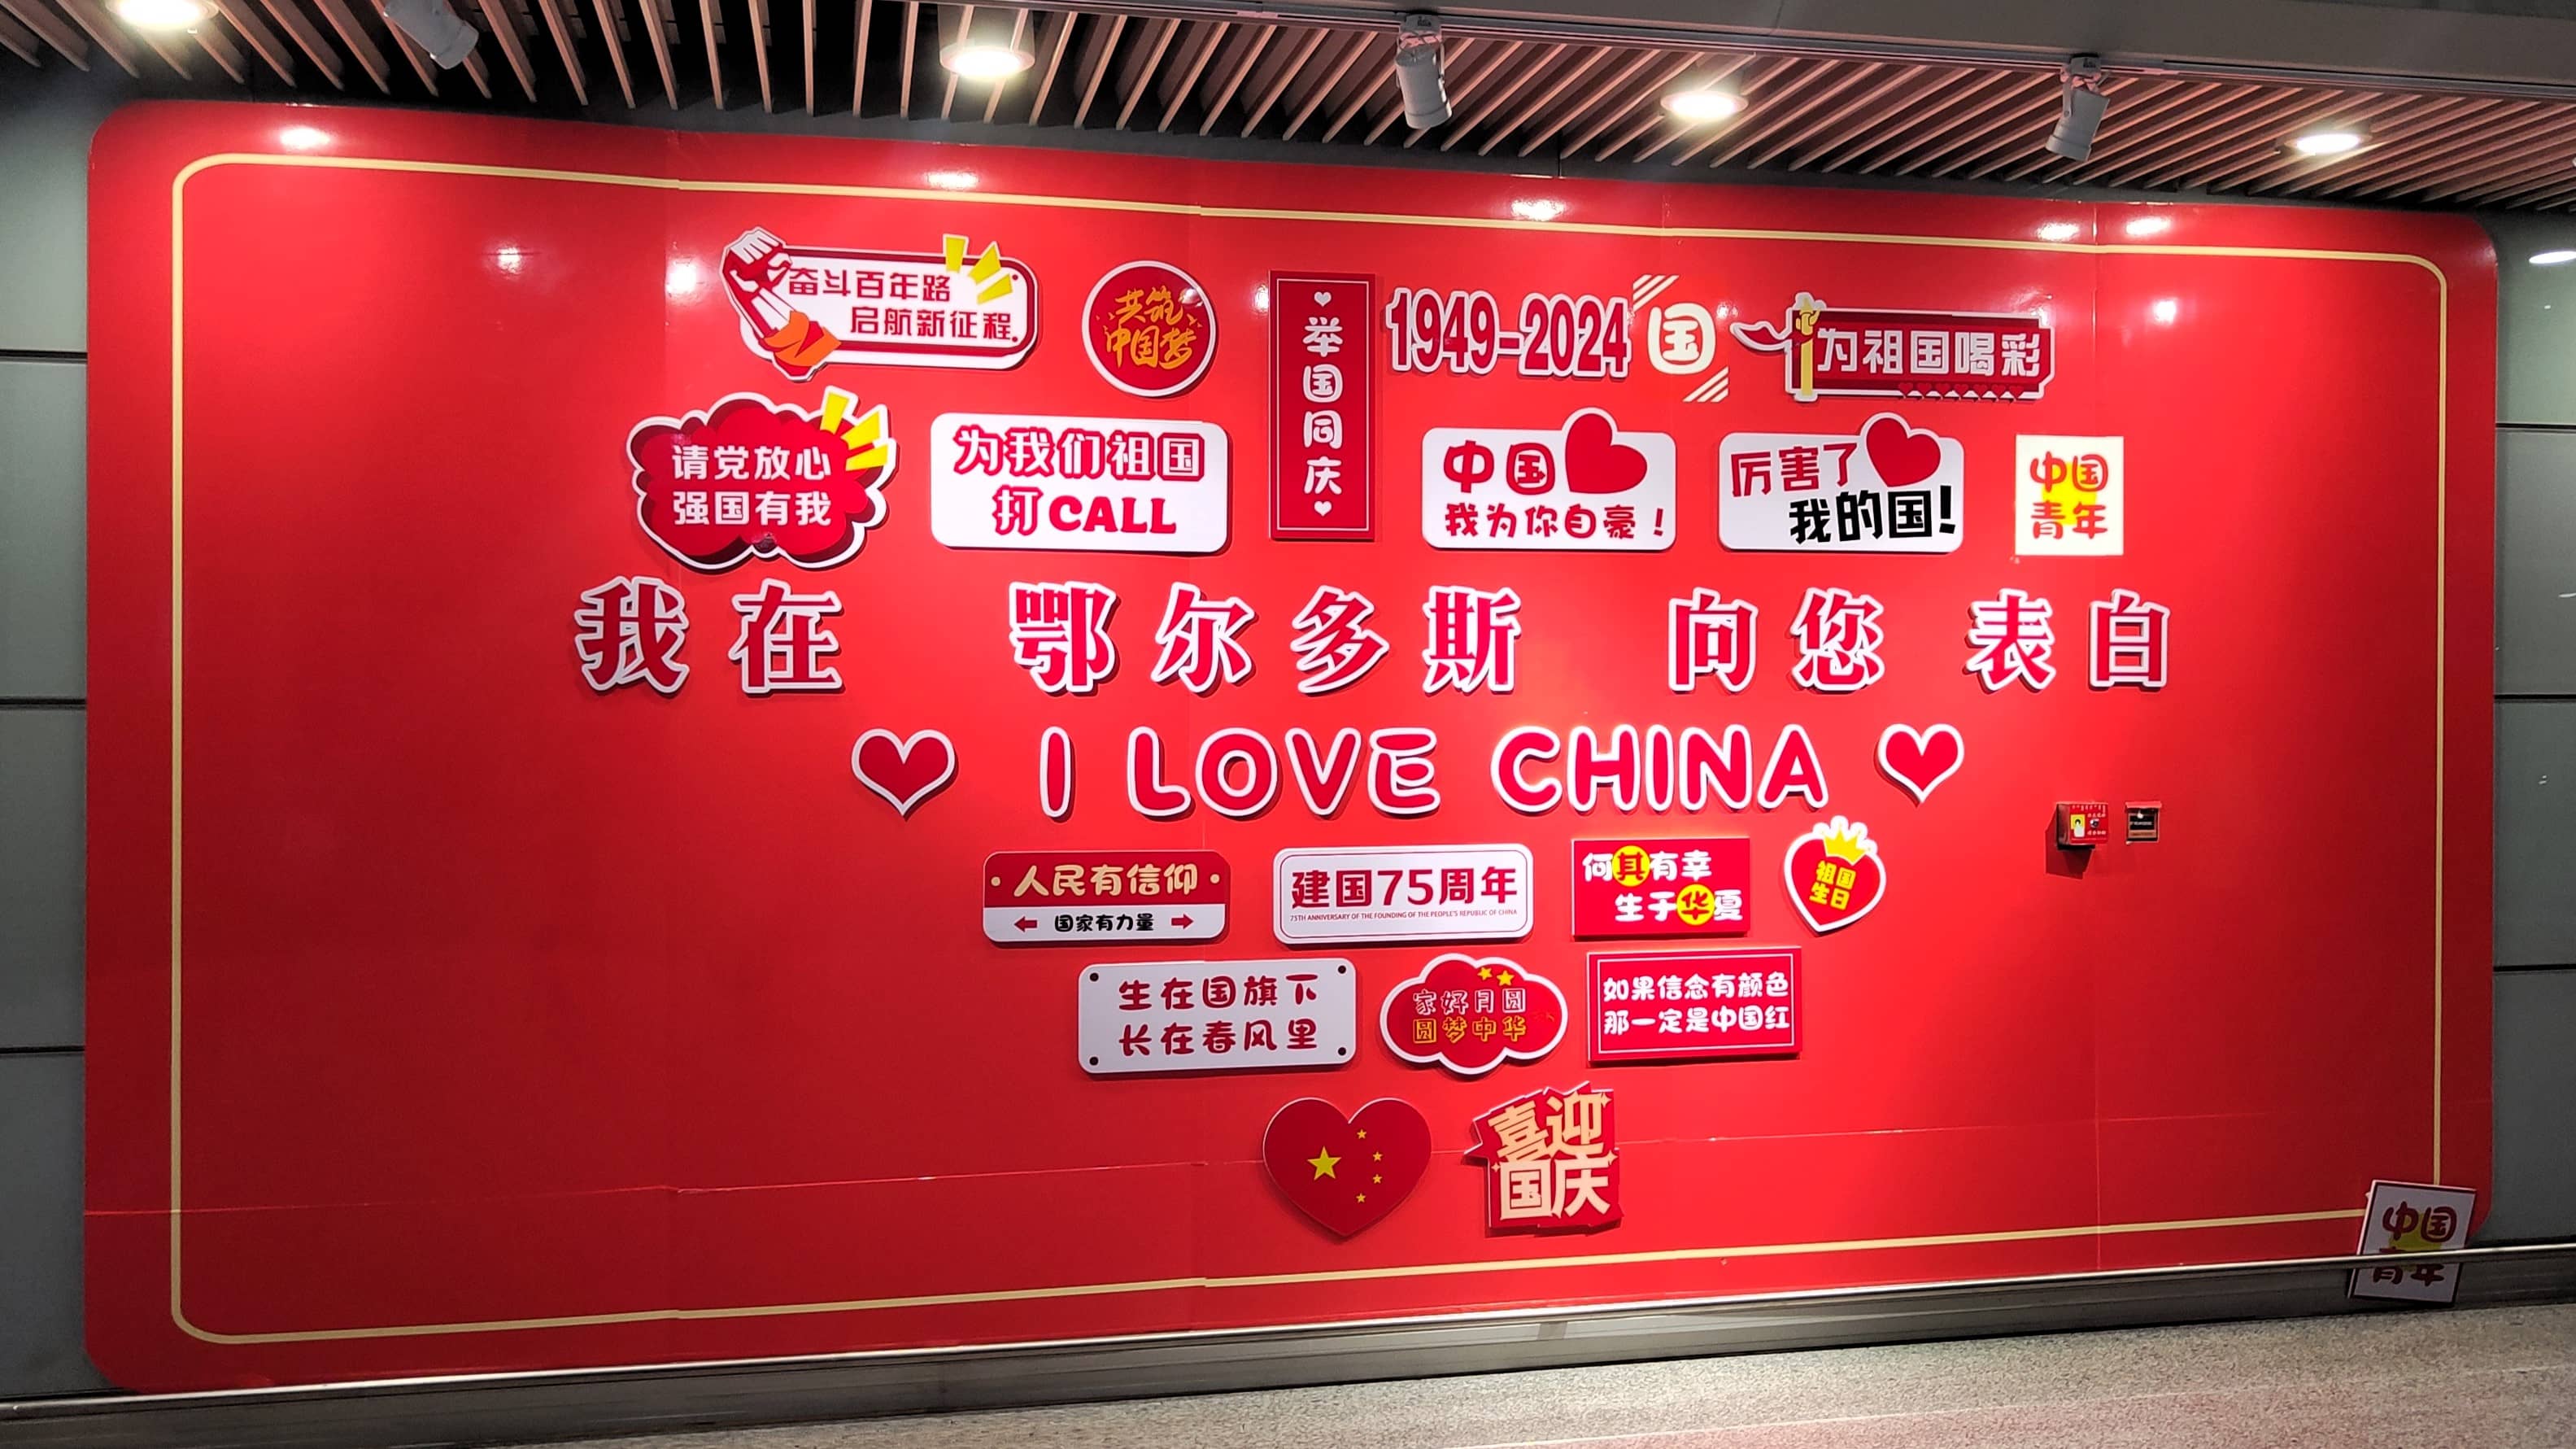 奋斗百年路
启航新征程
共筑
中国梦
举国同庆
1949-2024
国
为祖国喝彩
请党放心
强国有我
为我们祖国
打CALL
中国
我为你自豪！
厉害了
我的国!
中国
青年
我在 鄂尔多斯 向您 表白
I LOVE CHINA
人民有信仰
国家有力量
建国75周年
75TH ANNIVERSARY OF THE FOUNDING OF THE PEOPLE'S REPUBLIC OF CHINA
何其有幸
生于华夏
祖国
生日
生在国旗下
长在春风里
家好月圆
圆梦中华
如果信念有颜色
那一定是中国红
喜迎
国庆
中国
青年